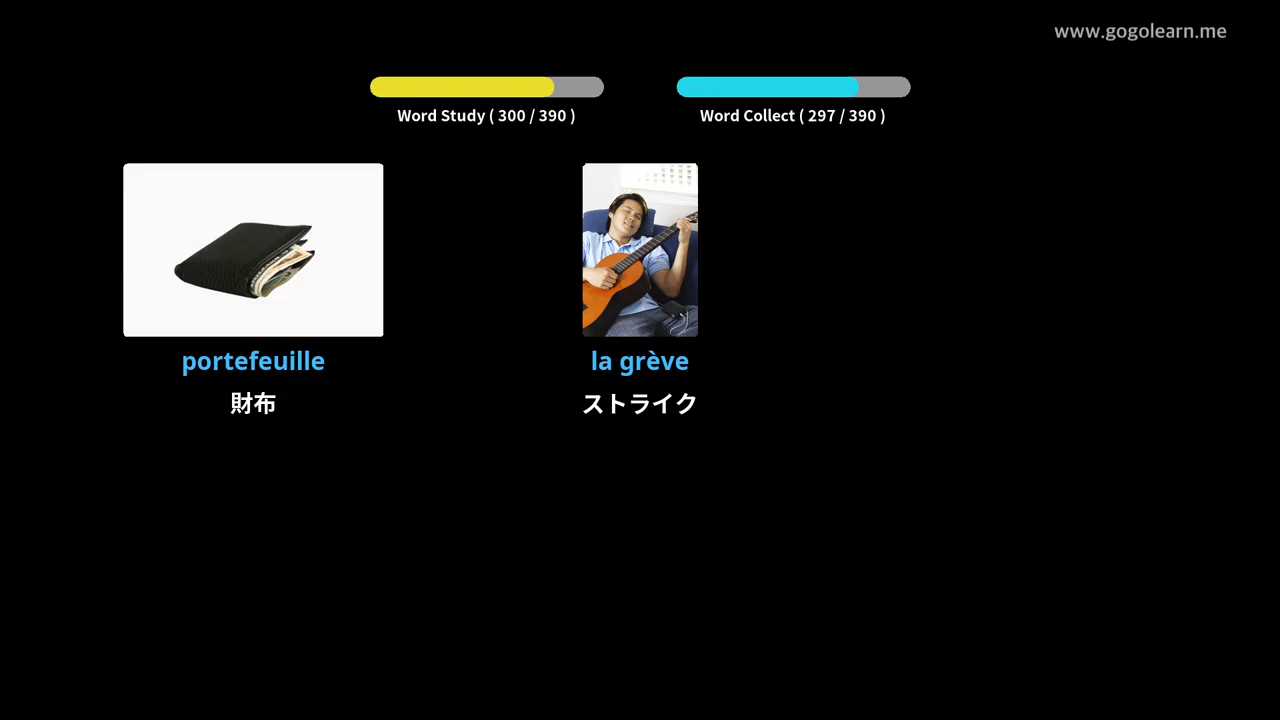 www.gogolearn.me
Word Study ( 300 / 390 )
Word Collect ( 297 / 390 )
portefeuille
財布
la grève
ストライク